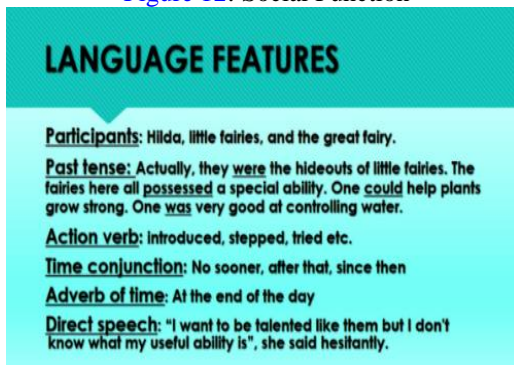 Figure 12: Social Function
LANGUAGE FEATURES
Participants: Hilda, little fairies, and the great fairy.
Past tense: Actually, they were the hideouts of little fairies. The
fairies here all possessed a special ability. One could help plants
grow strong. One was very good at controlling water.
Action verb: introduced, stepped, tried etc.
Time conjunction: No sooner, after that, since then
Adverb of time: At the end of the day
Direct speech: "I want to be talented like them but I don't
know what my useful ability is", she said hesitantly.